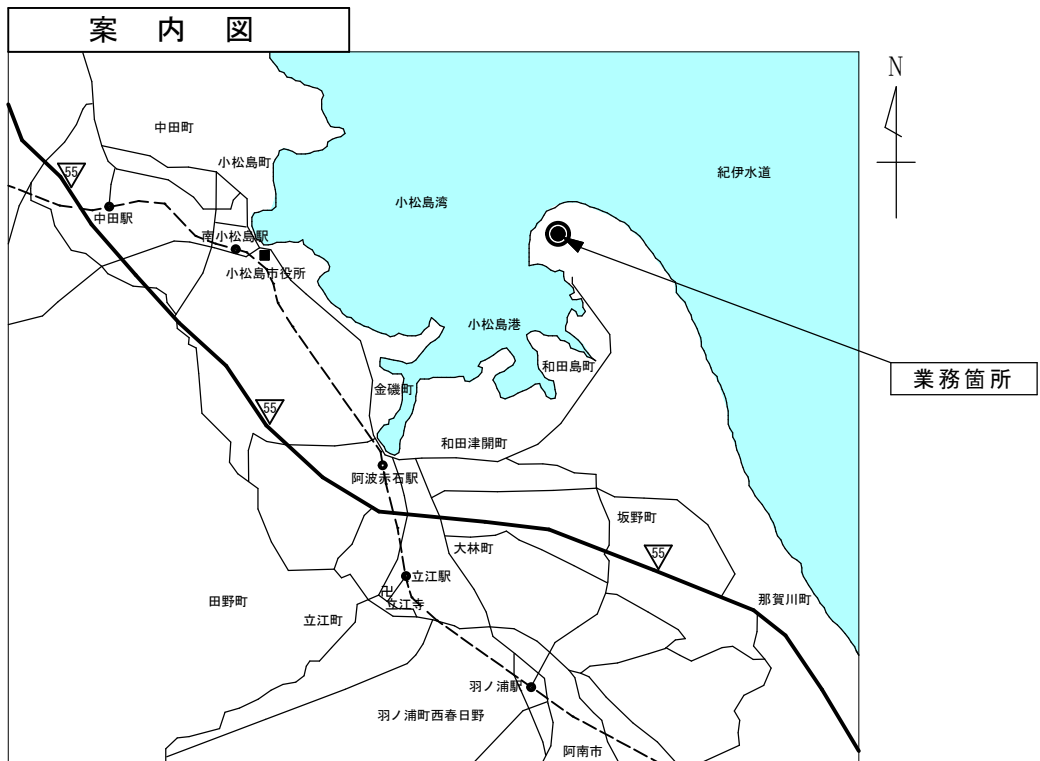 案 内 図
N
中田町
55
小松島町
紀伊水道
中田駅
小松島湾
南小松島駅
小松島市役所
小松島港
和田島町
業務箇所
金磯町
55
和田津開町
阿波赤石駅
坂野町
大林町
55
立江駅
卍
立江寺
田野町
立江町
那賀川町
羽ノ浦駅
羽ノ浦町西春日野
阿南市